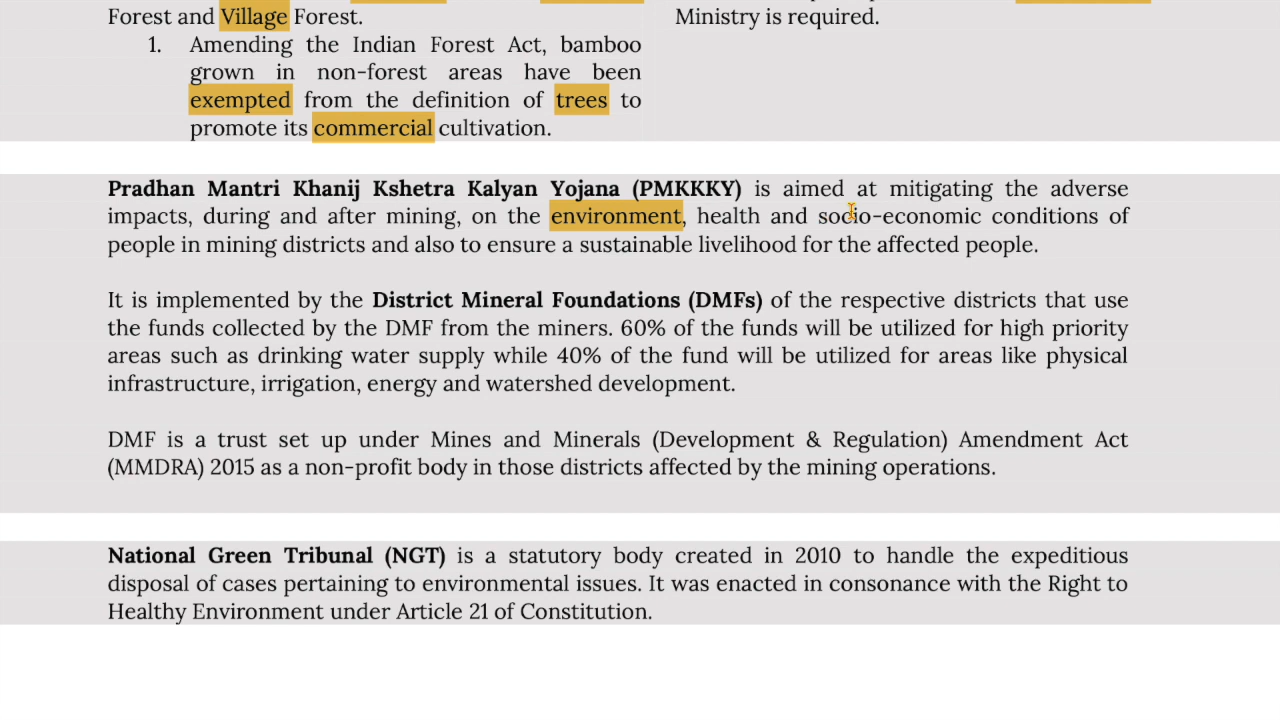 Forest and Village Forest.
1. Amending the Indian Forest Act, bamboo
grown in non-forest areas have been
exempted from the definition of trees to
promote its commercial cultivation.
Ministry is required.
Pradhan Mantri Khanij Kshetra Kalyan Yojana (PMKKKY) is aimed at mitigating the adverse
impacts, during and after mining, on the environment, health and socio-economic conditions of
people in mining districts and also to ensure a sustainable livelihood for the affected people.
It is implemented by the District Mineral Foundations (DMFs) of the respective districts that use
the funds collected by the DMF from the miners. 60% of the funds will be utilized for high priority
areas such as drinking water supply while 40% of the fund will be utilized for areas like physical
infrastructure, irrigation, energy and watershed development.
DMF is a trust set up under Mines and Minerals (Development & Regulation) Amendment Act
(MMDRA) 2015 as a non-profit body in those districts affected by the mining operations.
National Green Tribunal (NGT) is a statutory body created in 2010 to handle the expeditious
disposal of cases pertaining to environmental issues. It was enacted in consonance with the Right to
Healthy Environment under Article 21 of Constitution.